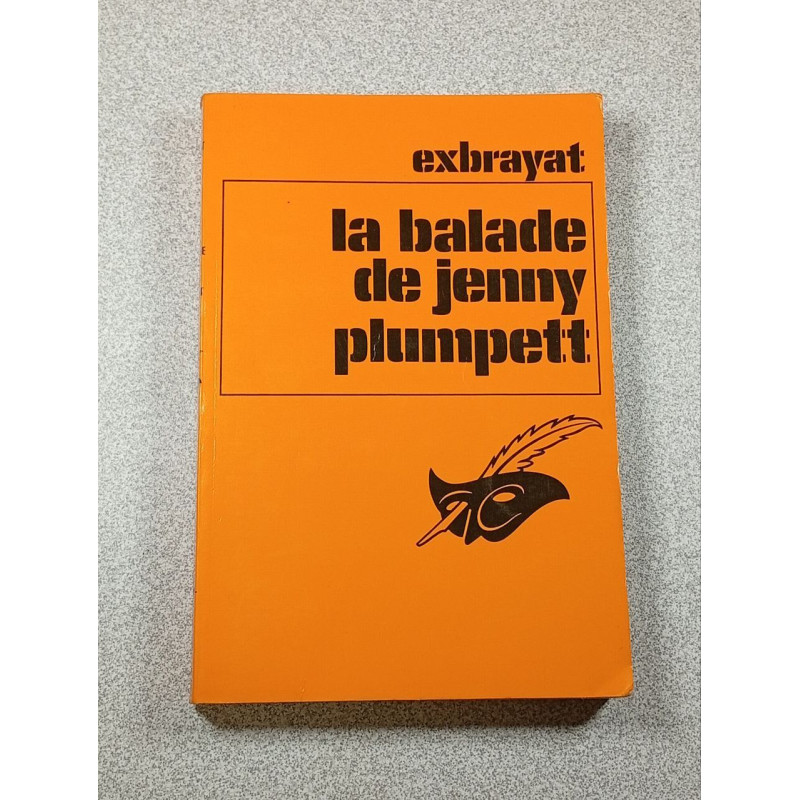 exbrayat
la balade
de jenny
plumpett